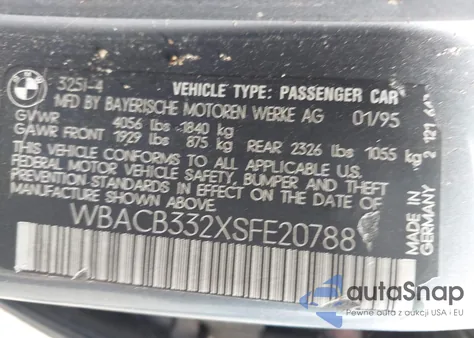 BMW
325I-4
VEHICLE TYPE: PASSENGER CAR
MFD BY BAYERISCHE MOTOREN WERKE AG 01/95
GVWR 4056 lbs 1840 kg
GAWR FRONT 1929 lbs 875 kg REAR 2326 lbs 1055 kg
THIS VEHICLE CONFORMS TO ALL APPLICABLE U.S.
FEDERAL MOTOR VEHICLE SAFETY, BUMPER AND THEFT
PREVENTION STANDARDS IN EFFECT ON THE DATE OF
MANUFACTURE SHOWN ABOVE.
WBACB332XSFE20788
MADE IN
GERMANY
autoSnap
Pewne auta z aukcji USA i EU